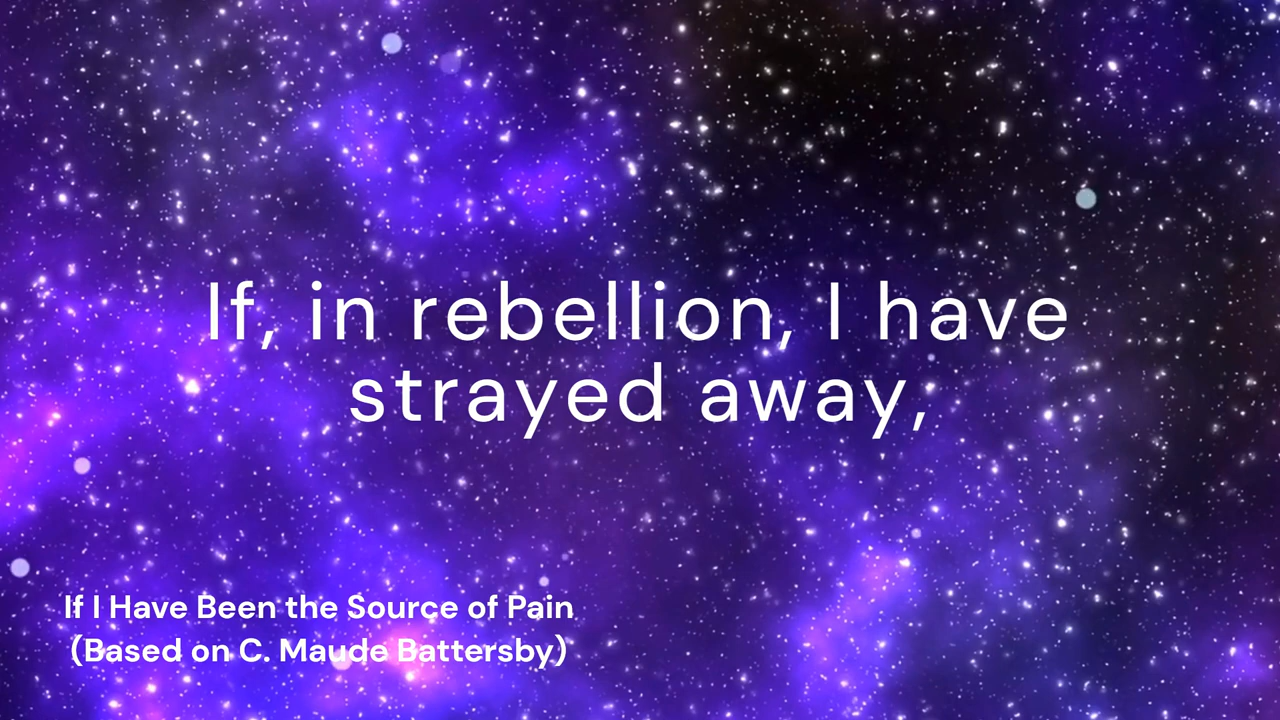 If, in rebellion, I have
strayed away,
If I Have Been the Source of Pain
(Based on C. Maude Battersby)